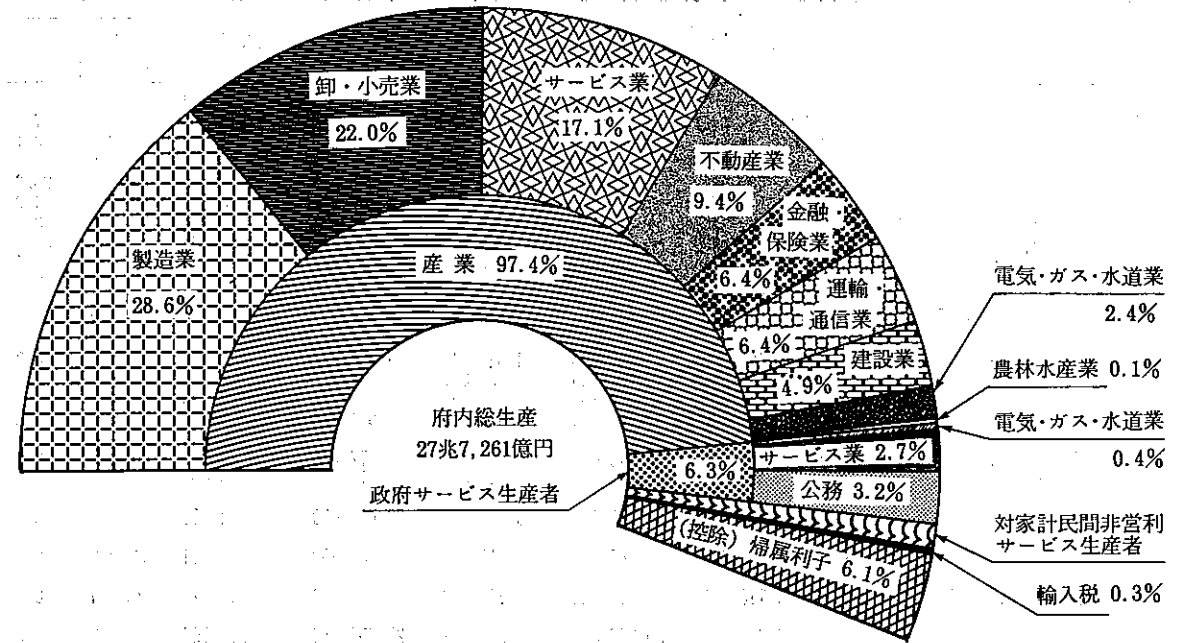 卸・小売業
22.0%
サービス業
17.1%
不動産業
9.4%
金融・
保険業
6.4%
運輸・
通信業
6.4%
建設業
4.9%
製造業
28.6%
産業 97.4%
電気・ガス・水道業
2.4%
農林水産業 0.1%
電気・ガス・水道業
0.4%
サービス業 2.7%
公務 3.2%
府内総生産
27兆7,261億円
政府サービス生産者
6.3%
対家計民間非営利
サービス生産者
(控除) 帰属利子 6.1%
輸入税 0.3%